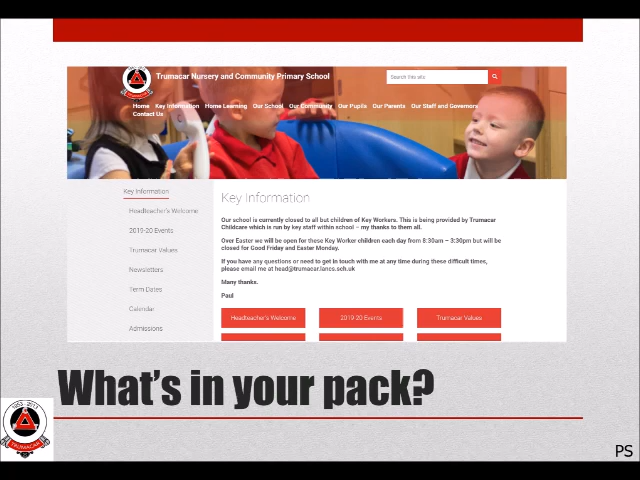 Trumacar Nursery and Community Primary School
Search this site
Home Key Information Home Learning Our School Our Community Our Pupils Our Parents Our Staff and Governors
Contact Us
Key Information
Headteacher's Welcome
2019-20 Events
Trumacar Values
Newsletters
Term Dates
Calendar
Admissions
Key Information
Our school is currently closed to all but children of Key Workers. This is being provided by Trumacar
Childcare which is run by key staff within school – my thanks to them all.
Over Easter we will be open for these Key Worker children each day from 8:30am – 3:30pm but will be
closed for Good Friday and Easter Monday.
If you have any questions or need to get in touch with me at any time during these difficult times,
please email me at head@trumacar.lancs.sch.uk
Many thanks.
Paul
Headteacher's Welcome 2019-20 Events Trumacar Values
What's in your pack?
TRUMACAR
PS